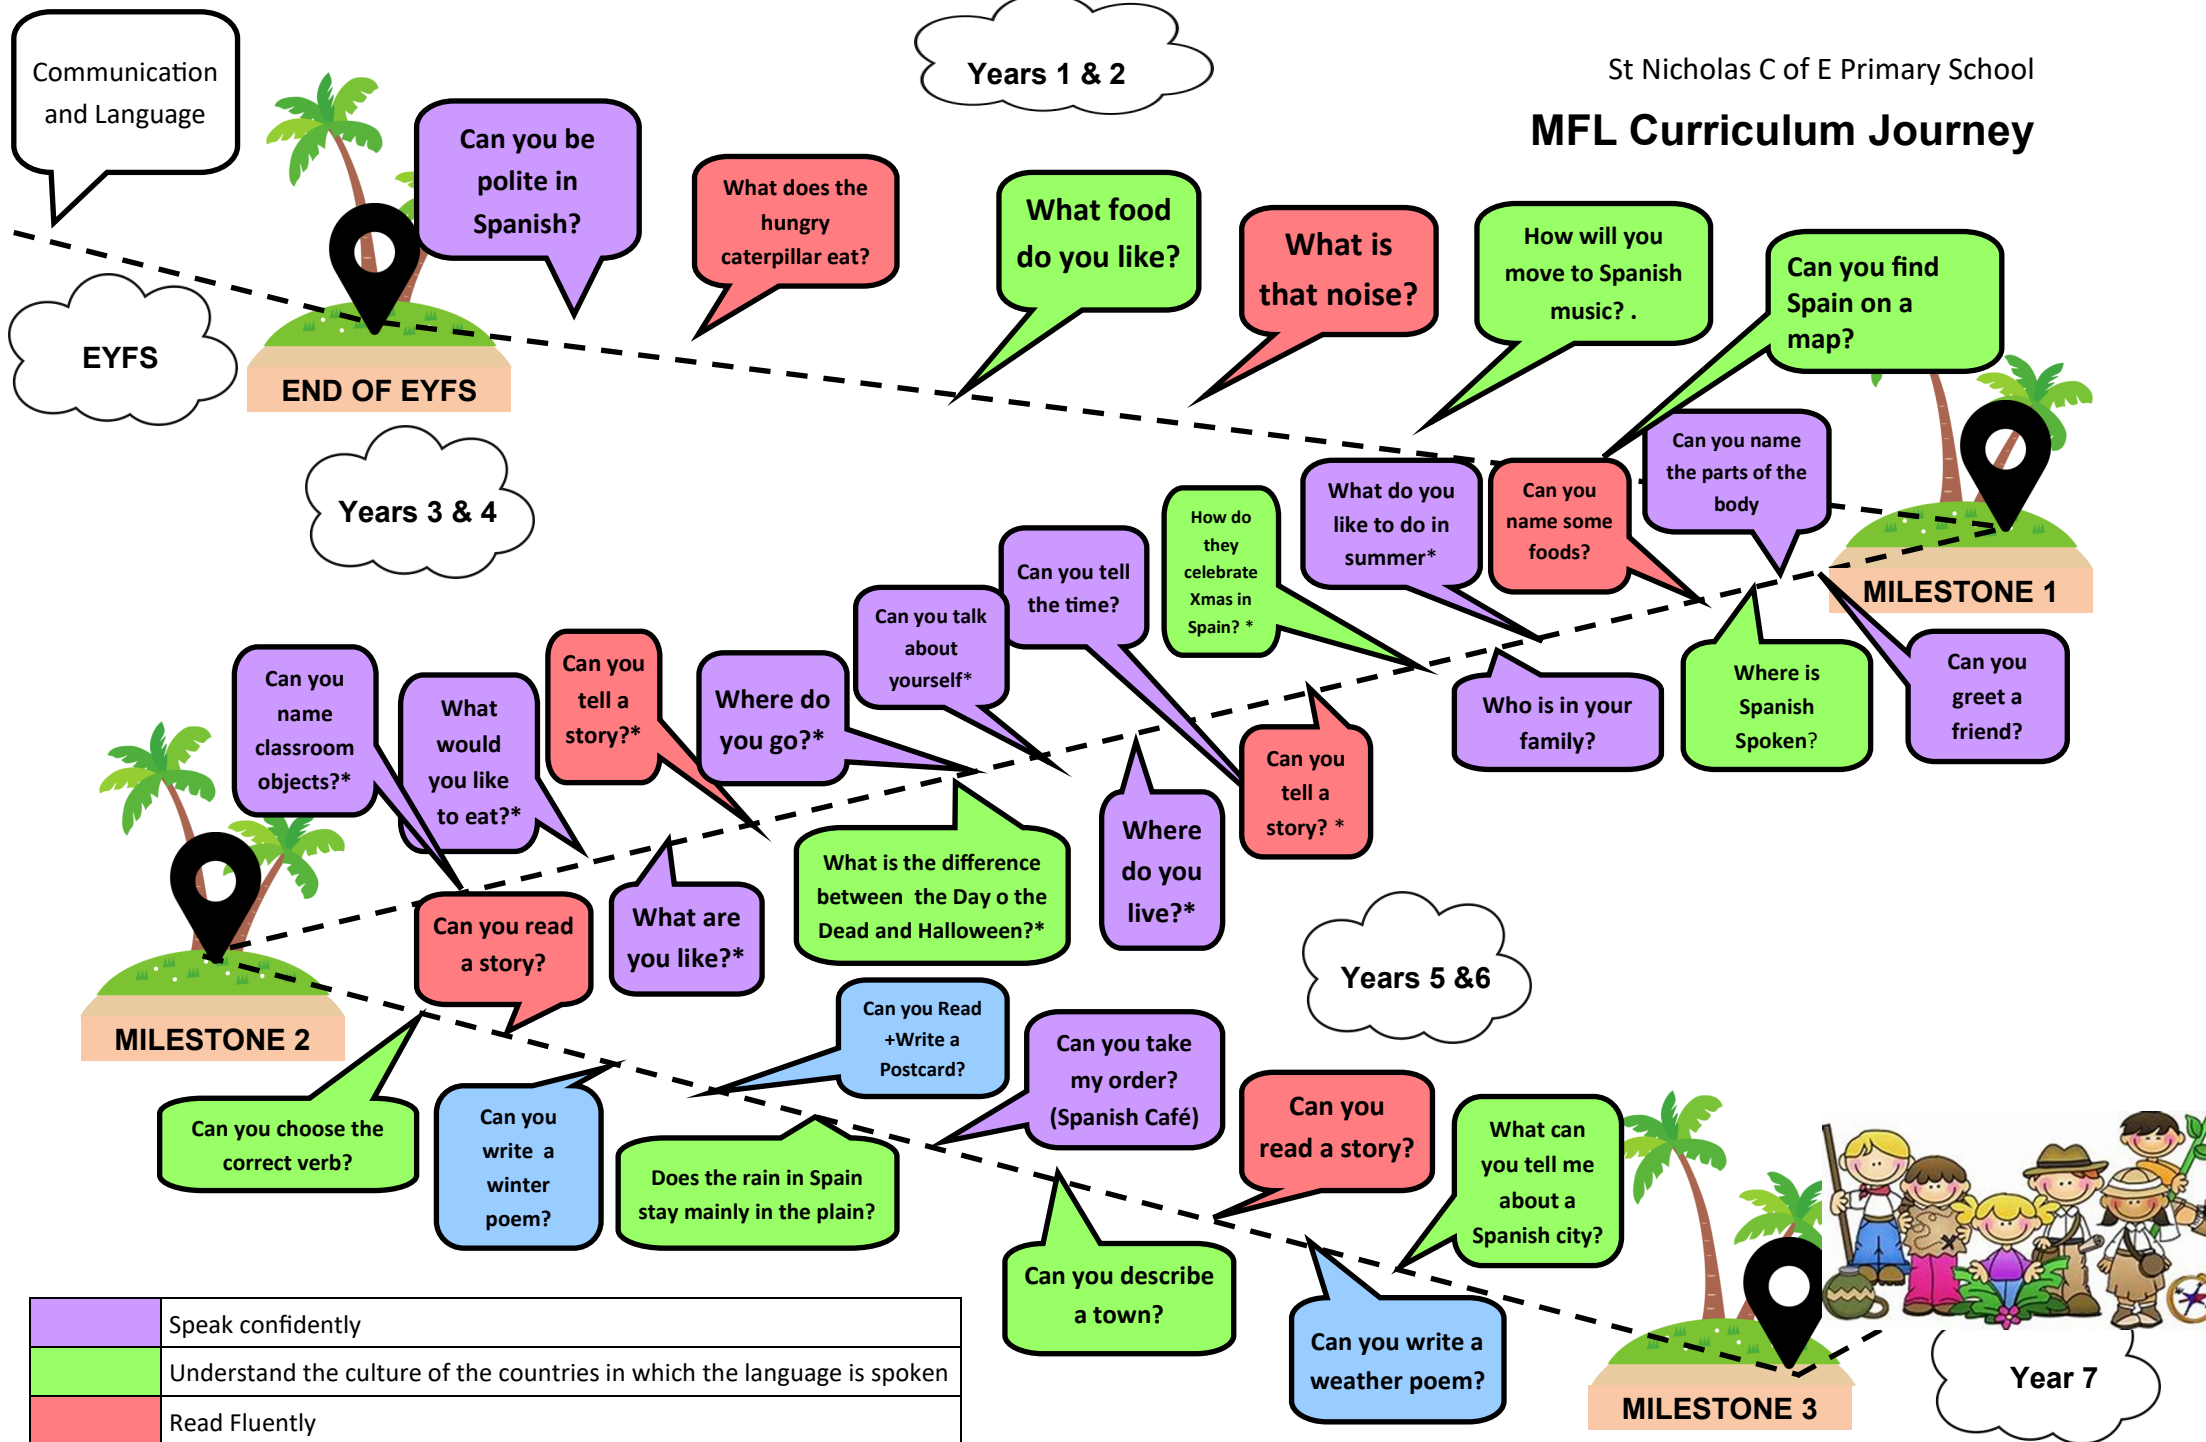 Communication
and Language
Years 1 & 2
St Nicholas C of E Primary School
MFL Curriculum Journey
Can you be
polite in
Spanish?
What does the
hungry
caterpillar eat?
What food
do you like?
What is
that noise?
How will you
move to Spanish
music? .
Can you find
Spain on a
map?
EYFS
END OF EYFS
Years 3 & 4
MILESTONE 1
Can you name
the parts of the
body
Can you
name some
foods?
What do you
like to do in
summer*
How do
they
celebrate
Xmas in
Spain? *
Can you tell
the time?
Can you talk
about
yourself*
Where do
you go?*
Can you
tell a
story?*
What
would
you like
to eat?*
Can you
name
classroom
objects?*
Can you
greet a
friend?
Where is
Spanish
Spoken?
Who is in your
family?
Can you
tell a
story? *
Where
do you
live?*
What is the difference
between the Day o the
Dead and Halloween?*
What are
you like?*
Can you read
a story?
MILESTONE 2
Years 5 &6
Can you choose the
correct verb?
Can you
write a
winter
poem?
Can you Read
+Write a
Postcard?
Does the rain in Spain
stay mainly in the plain?
Can you take
my order?
(Spanish Café)
Can you describe
a town?
Can you
read a story?
Can you write a
weather poem?
What can
you tell me
about a
Spanish city?
MILESTONE 3
Year 7
Speak confidently
Understand the culture of the countries in which the language is spoken
Read Fluently